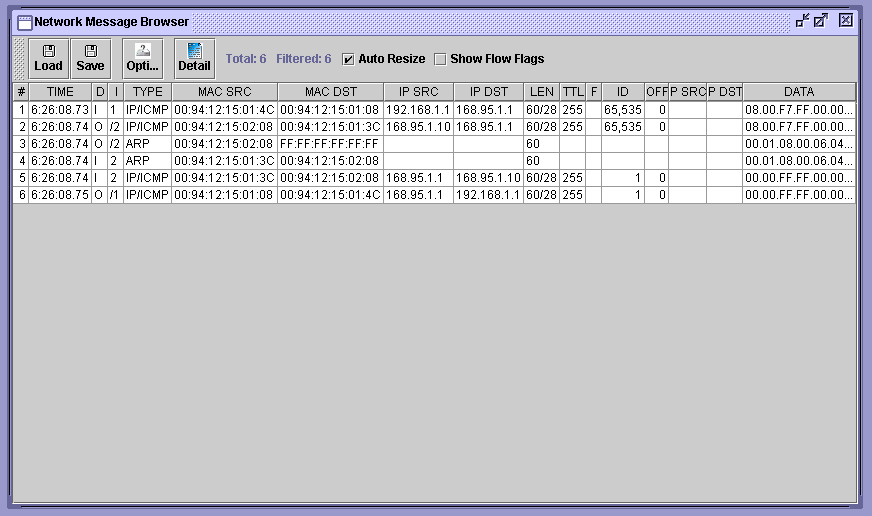 Network Message Browser
Load Save Opti... Detail Total: 6 Filtered: 6 Auto Resize Show Flow Flags
# TIME D I TYPE MAC SRC MAC DST IP SRC IP DST LEN TTL F ID OFF P SRC P DST DATA
1 6:26:08.73 I 1 IP/ICMP 00:94:12:15:01:4C 00:94:12:15:01:08 192.168.1.1 168.95.1.1 60/28 255 65,535 0 08.00.F7.FF.00.00...
2 6:26:08.74 O /2 IP/ICMP 00:94:12:15:02:08 00:94:12:15:01:3C 168.95.1.10 168.95.1.1 60/28 255 65,535 0 08.00.F7.FF.00.00...
3 6:26:08.74 O /2 ARP 00:94:12:15:02:08 FF:FF:FF:FF:FF:FF 60 00.01.08.00.06.04...
4 6:26:08.74 I 2 ARP 00:94:12:15:01:3C 00:94:12:15:02:08 60 00.01.08.00.06.04...
5 6:26:08.74 I 2 IP/ICMP 00:94:12:15:01:3C 00:94:12:15:02:08 168.95.1.1 168.95.1.10 60/28 255 1 0 00.00.FF.FF.00.00...
6 6:26:08.75 O /1 IP/ICMP 00:94:12:15:01:08 00:94:12:15:01:4C 168.95.1.1 192.168.1.1 60/28 255 1 0 00.00.FF.FF.00.00...